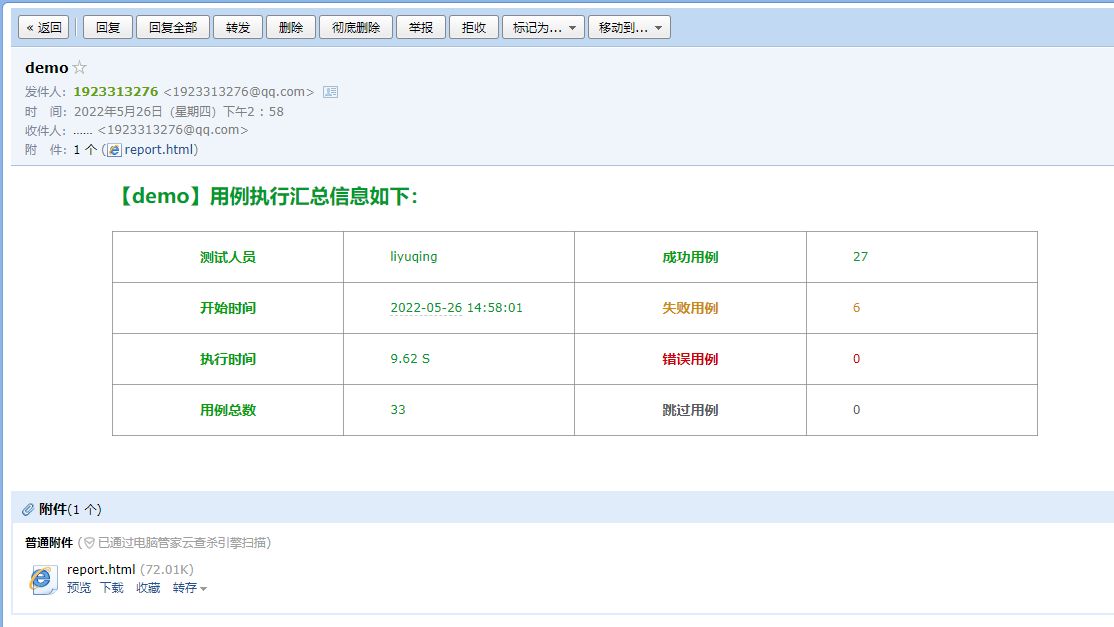 « 返回 回复 回复全部 转发 删除 彻底删除 举报 拒收 标记为... 移动到...
demo
发件人: 1923313276 <1923313276@qq.com>
时 间: 2022年5月26日 (星期四) 下午2 : 58
收件人: ...... <1923313276@qq.com>
附 件: 1 个 (report.html)
【demo】用例执行汇总信息如下:
测试人员 liyuqing 成功用例 27
开始时间 2022-05-26 14:58:01 失败用例 6
执行时间 9.62 S 错误用例 0
用例总数 33 跳过用例 0
附件(1 个)
普通附件 (已通过电脑管家云查杀引擎扫描)
report.html (72.01K)
预览 下载 收藏 转存